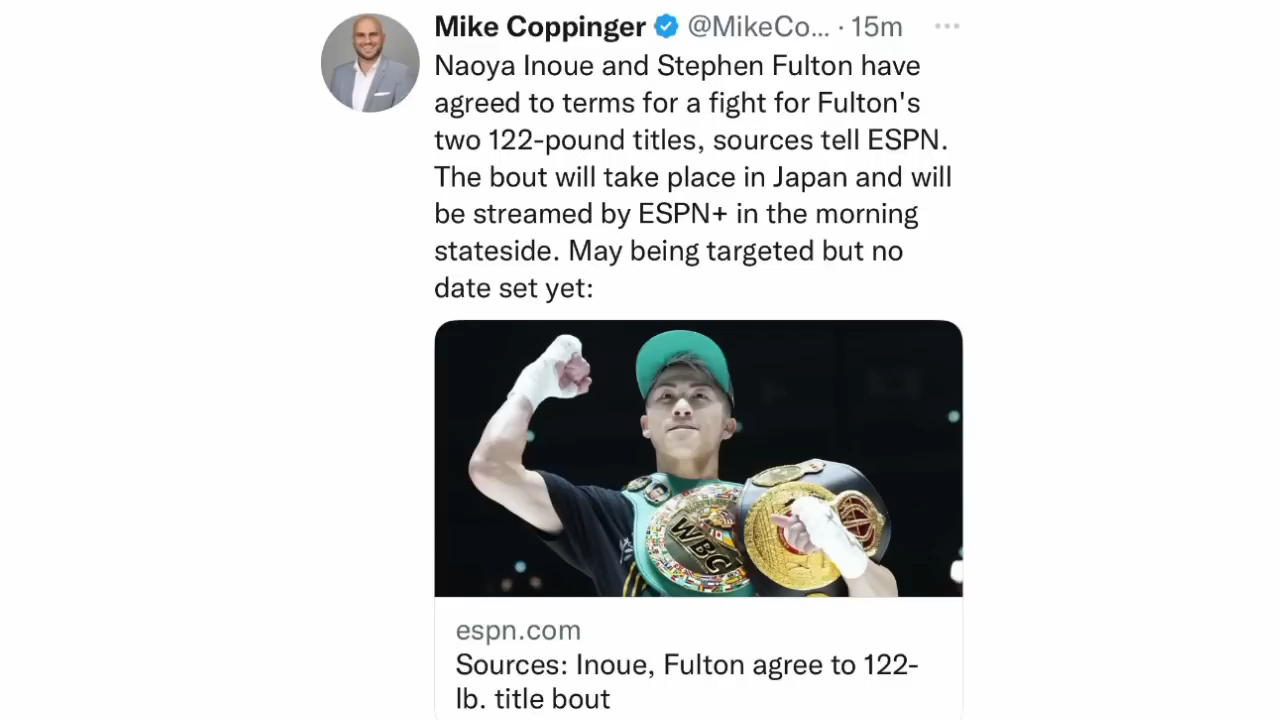 Mike Coppinger @MikeCo... · 15m
Naoya Inoue and Stephen Fulton have
agreed to terms for a fight for Fulton's
two 122-pound titles, sources tell ESPN.
The bout will take place in Japan and will
be streamed by ESPN+ in the morning
stateside. May being targeted but no
date set yet:
WBC
espn.com
Sources: Inoue, Fulton agree to 122-
lb. title bout